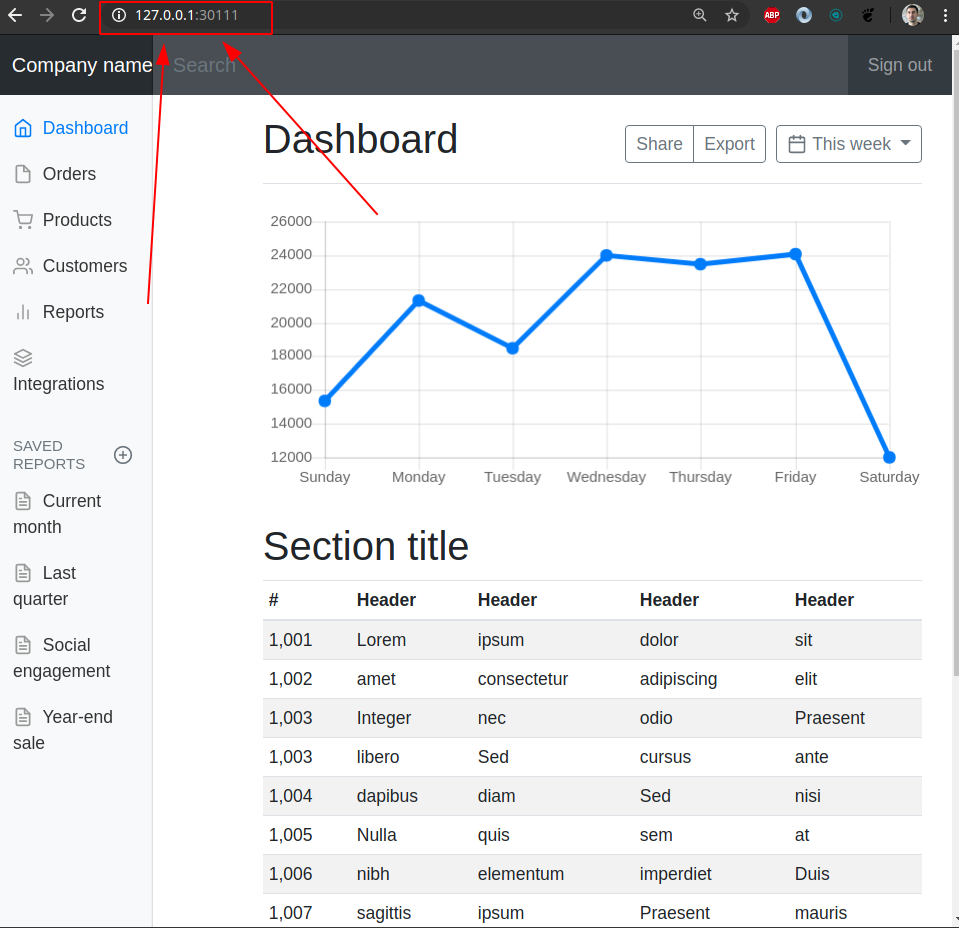 127.0.0.1:30111
ABP
Company name
Search
Sign out
Dashboard
Orders
Products
Customers
Reports
Integrations
SAVED
REPORTS
Current
month
Last
quarter
Social
engagement
Year-end
sale
Dashboard
Share Export This week
26000
24000
22000
20000
18000
16000
14000
12000
Sunday Monday Tuesday Wednesday Thursday Friday Saturday
Section title
# Header Header Header Header
1,001 Lorem ipsum dolor sit
1,002 amet consectetur adipiscing elit
1,003 Integer nec odio Praesent
1,003 libero Sed cursus ante
1,004 dapibus diam Sed nisi
1,005 Nulla quis sem at
1,006 nibh elementum imperdiet Duis
1,007 sagittis ipsum Praesent mauris